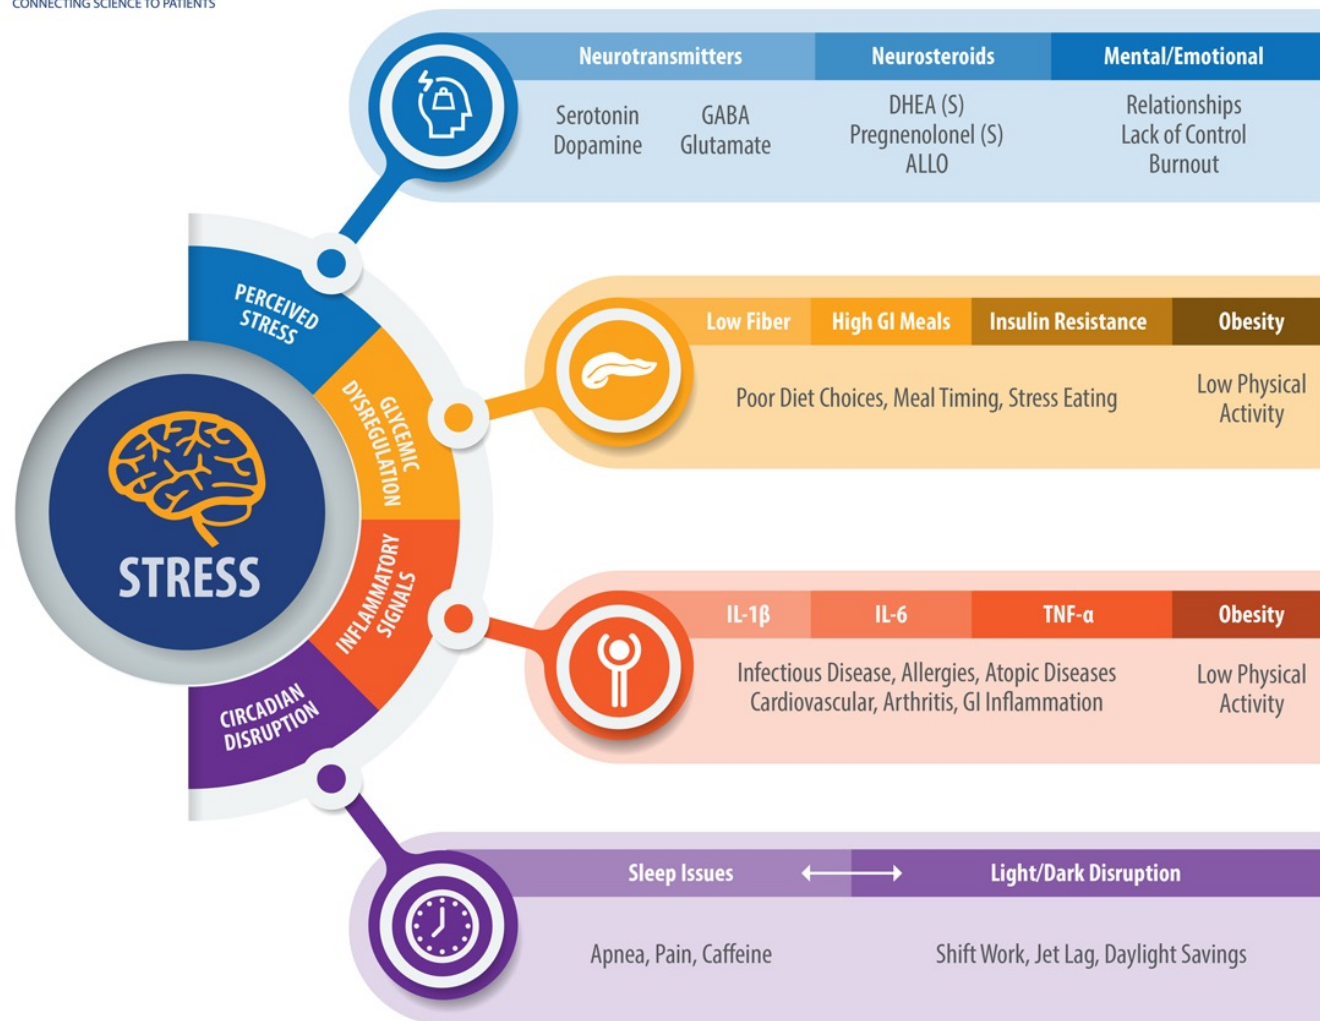 CONNECTING SCIENCE TO PATIENTS
Neurotransmitters
Neurosteroids
Mental/Emotional
Serotonin
Dopamine
GABA
Glutamate
DHEA (S)
Pregnenolonel (S)
ALLO
Relationships
Lack of Control
Burnout
PERCEIVED
STRESS
Low Fiber
High GI Meals
Insulin Resistance
Obesity
Poor Diet Choices, Meal Timing, Stress Eating
Low Physical
Activity
GLYCEMIC
DYSREGULATION
STRESS
INFLAMMATORY
SIGNALS
IL-1β
IL-6
TNF-α
Obesity
Infectious Disease, Allergies, Atopic Diseases
Cardiovascular, Arthritis, GI Inflammation
Low Physical
Activity
CIRCADIAN
DISRUPTION
Sleep Issues
Light/Dark Disruption
Apnea, Pain, Caffeine
Shift Work, Jet Lag, Daylight Savings